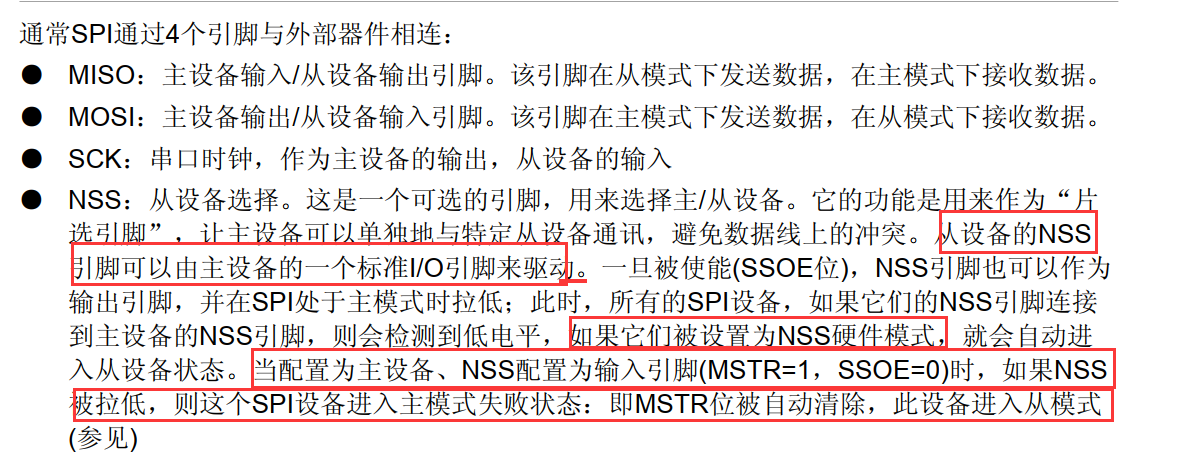 通常SPI通过4个引脚与外部器件相连：
● MISO：主设备输入/从设备输出引脚。该引脚在从模式下发送数据，在主模式下接收数据。
● MOSI：主设备输出/从设备输入引脚。该引脚在主模式下发送数据，在从模式下接收数据。
● SCK：串口时钟，作为主设备的输出，从设备的输入
● NSS：从设备选择。这是一个可选的引脚，用来选择主/从设备。它的功能是用来作为“片
选引脚”，让主设备可以单独地与特定从设备通讯，避免数据线上的冲突。从设备的NSS
引脚可以由主设备的一个标准I/O引脚来驱动。一旦被使能(SSOE位)，NSS引脚也可以作为
输出引脚，并在SPI处于主模式时拉低；此时，所有的SPI设备，如果它们的NSS引脚连接
到主设备的NSS引脚，则会检测到低电平，如果它们被设置为NSS硬件模式，就会自动进
入从设备状态。当配置为主设备、NSS配置为输入引脚(MSTR=1，SSOE=0)时，如果NSS
被拉低，则这个SPI设备进入主模式失败状态：即MSTR位被自动清除，此设备进入从模式
(参见)